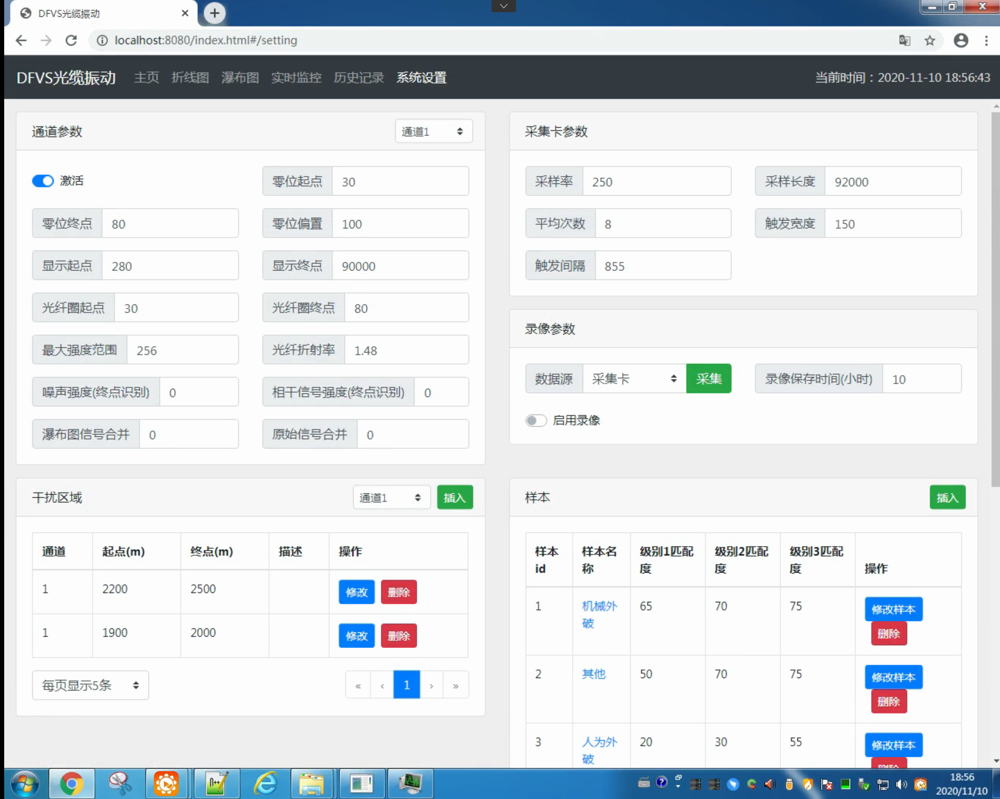 DFVS光缆振动
localhost:8080/index.html#/setting
DFVS光缆振动 主页 折线图 瀑布图 实时监控 历史记录 系统设置 当前时间：2020-11-10 18:56:43
通道参数 通道1
激活 零位起点 30
零位终点 80 零位偏置 100
显示起点 280 显示终点 90000
光纤圈起点 30 光纤圈终点 80
最大强度范围 256 光纤折射率 1.48
噪声强度(终点识别) 0 相干信号强度(终点识别) 0
瀑布图信号合并 0 原始信号合并 0
采集卡参数
采样率 250 采样长度 92000
平均次数 8 触发宽度 150
触发间隔 855
录像参数
数据源 采集卡 采集 录像保存时间(小时) 10
启用录像
干扰区域 通道1 插入
通道 起点(m) 终点(m) 描述 操作
1 2200 2500 修改 删除
1 1900 2000 修改 删除
每页显示5条 « ‹ 1 › »
样本 插入
样本id 样本名称 级别1匹配度 级别2匹配度 级别3匹配度 操作
1 机械外破 65 70 75 修改样本 删除
2 其他 50 70 75 修改样本 删除
3 人为外破 20 30 55 修改样本
18:56
2020/11/10